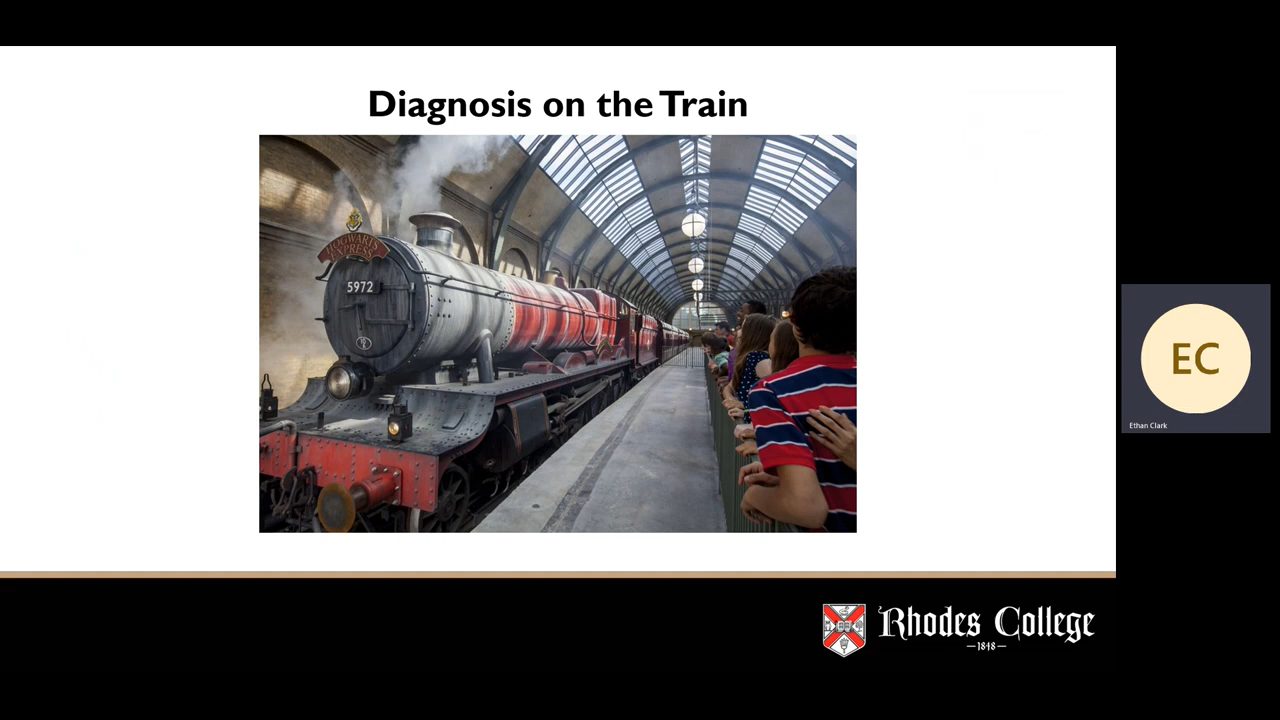 Diagnosis on the Train
HOGWARTS
EXPRESS
5972
EC
Ethan Clark
Rhodes College
—1848—